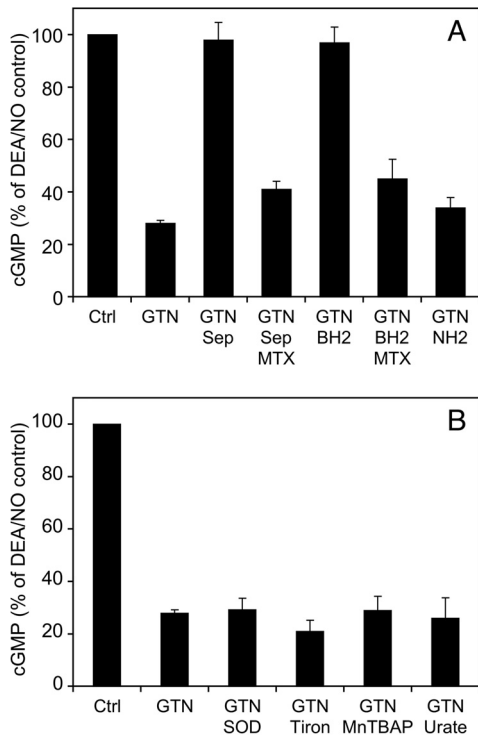 A
cGMP (% of DEA/NO control)
100
80
60
40
20
0
Ctrl GTN GTN GTN GTN GTN GTN
Sep Sep BH2 BH2 NH2
MTX MTX
B
cGMP (% of DEA/NO control)
100
80
60
40
20
0
Ctrl GTN GTN GTN GTN GTN
SOD Tiron MnTBAP Urate